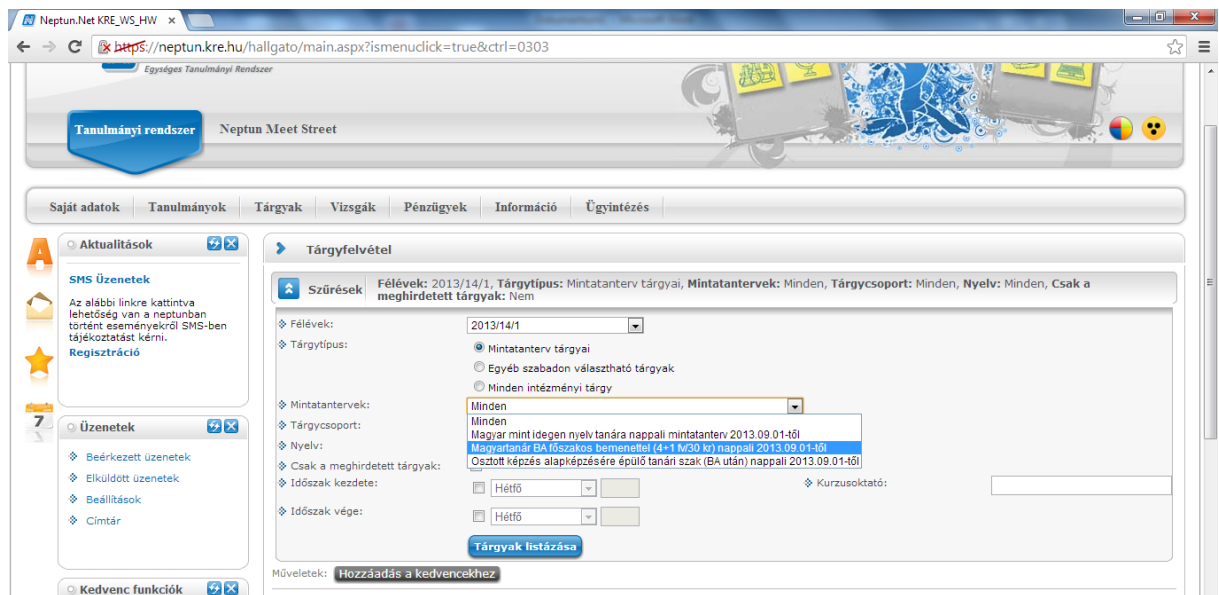 Neptun.Net KRE_WS_HW
https://neptun.kre.hu/hallgato/main.aspx?ismenuclick=true&ctrl=0303
Egységes Tanulmányi Rendszer
Tanulmányi rendszer
Neptun Meet Street
Saját adatok
Tanulmányok
Tárgyak
Vizsgák
Pénzügyek
Információ
Ügyintézés
Aktualitások
SMS Üzenetek
Az alábbi linkre kattintva
lehetőség van a neptunban
történt eseményekről SMS-ben
tájékoztatást kérni.
Regisztráció
7
Üzenetek
Beérkezett üzenetek
Elküldött üzenetek
Beállítások
Címtár
Kedvenc funkciók
Tárgyfelvétel
Szűrések
Félévek: 2013/14/1, Tárgytípus: Mintatanterv tárgyai, Mintatantervek: Minden, Tárgycsoport: Minden, Nyelv: Minden, Csak a
meghirdetett tárgyak: Nem
Félévek:
2013/14/1
Tárgytípus:
Mintatanterv tárgyai
Egyéb szabadon választható tárgyak
Minden intézményi tárgy
Mintatantervek:
Minden
Minden
Tárgycsoport:
Magyar mint idegen nyelv tanára nappali mintatanterv 2013.09.01-től
Nyelv:
Magyartanár BA főszakos bemenettel (4+1 fv/30 kr) nappali 2013.09.01-től
Csak a meghirdetett tárgyak:
Osztott képzés alapképzésére épülő tanári szak (BA után) nappali 2013.09.01-től
Időszak kezdete:
Hétfő
Kurzusoktató:
Időszak vége:
Hétfő
Tárgyak listázása
Műveletek:
Hozzáadás a kedvencekhez